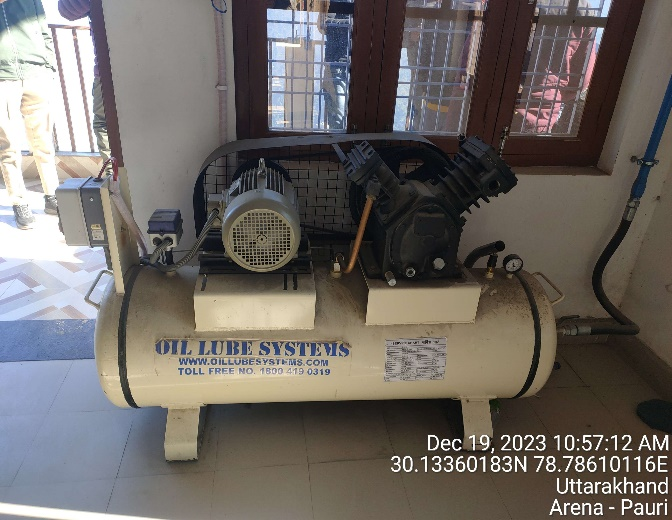 OIL LUBE SYSTEMS
WWW.OILLUBESYSTEMS.COM
TOLL FREE NO. 1800 419 0319
Dec 19, 2023 10:57:12 AM
30.13360183N 78.78610116E
Uttarakhand
Arena - Pauri